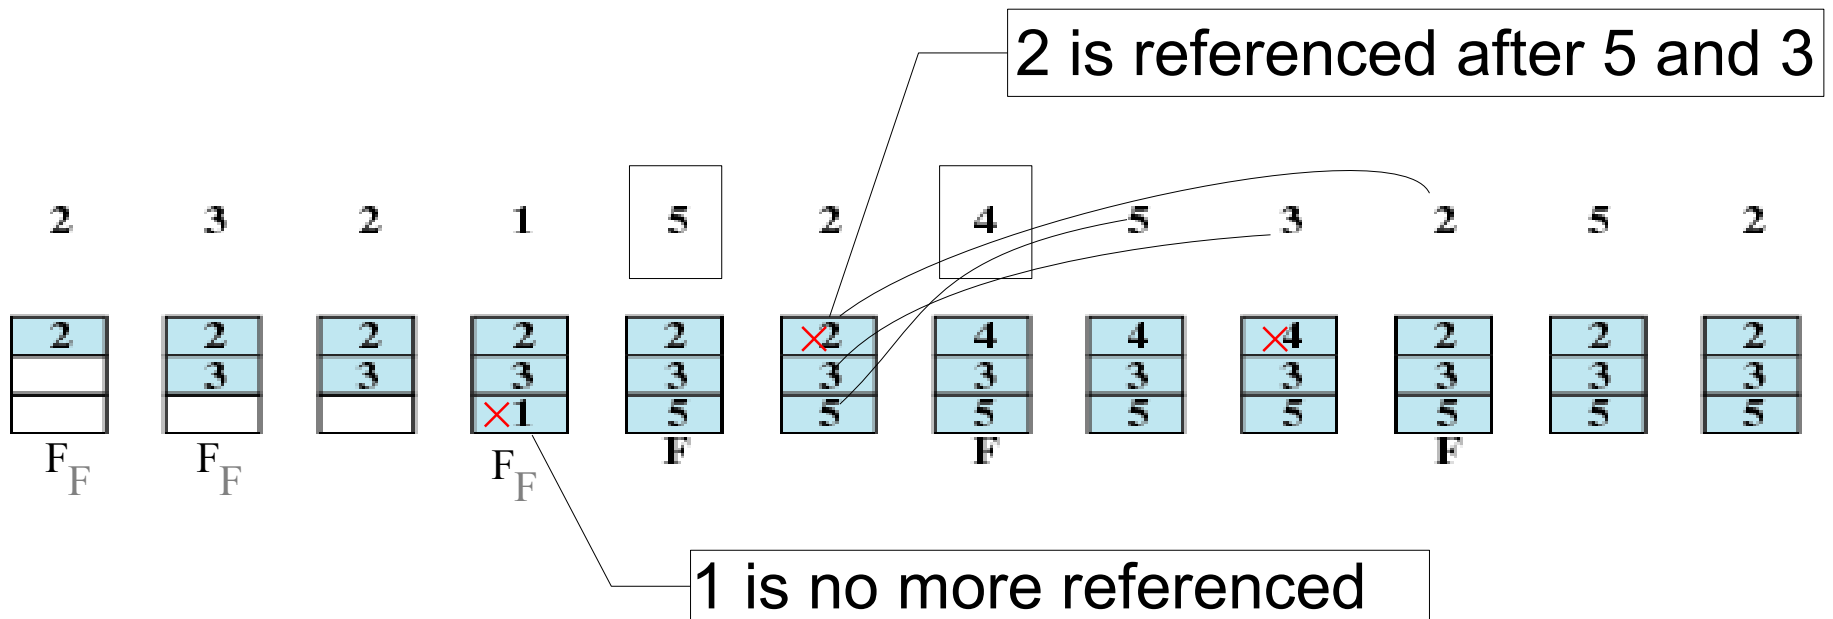 2 is referenced after 5 and 3
2 3 2 1 5 2 4 5 3 2 5 2
2 2 2 2 2 2 4 4 4 2 2 2
3 3 3 3 3 3 3 3 3 3 3
1 5 5 5 5 5 5 5 5
F F F F F F
F F F
1 is no more referenced